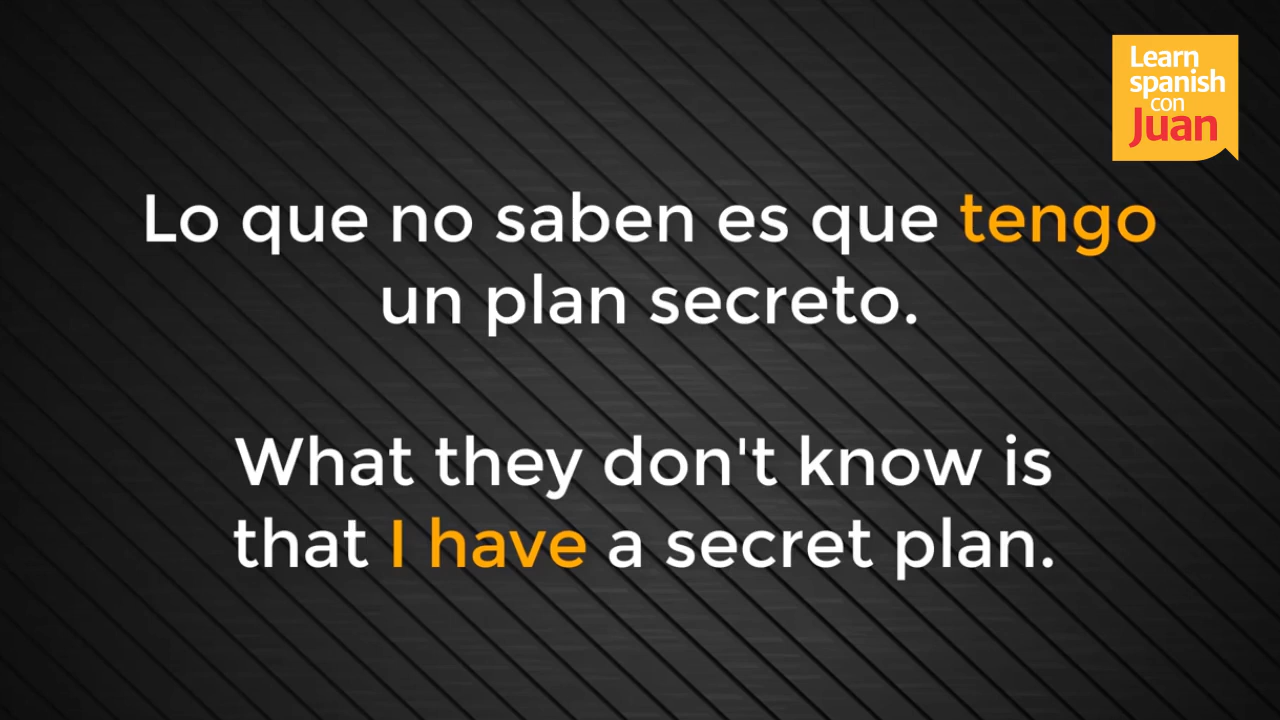 Learn
spanish
con
Juan
Lo que no saben es que tengo
un plan secreto.
What they don't know is
that I have a secret plan.